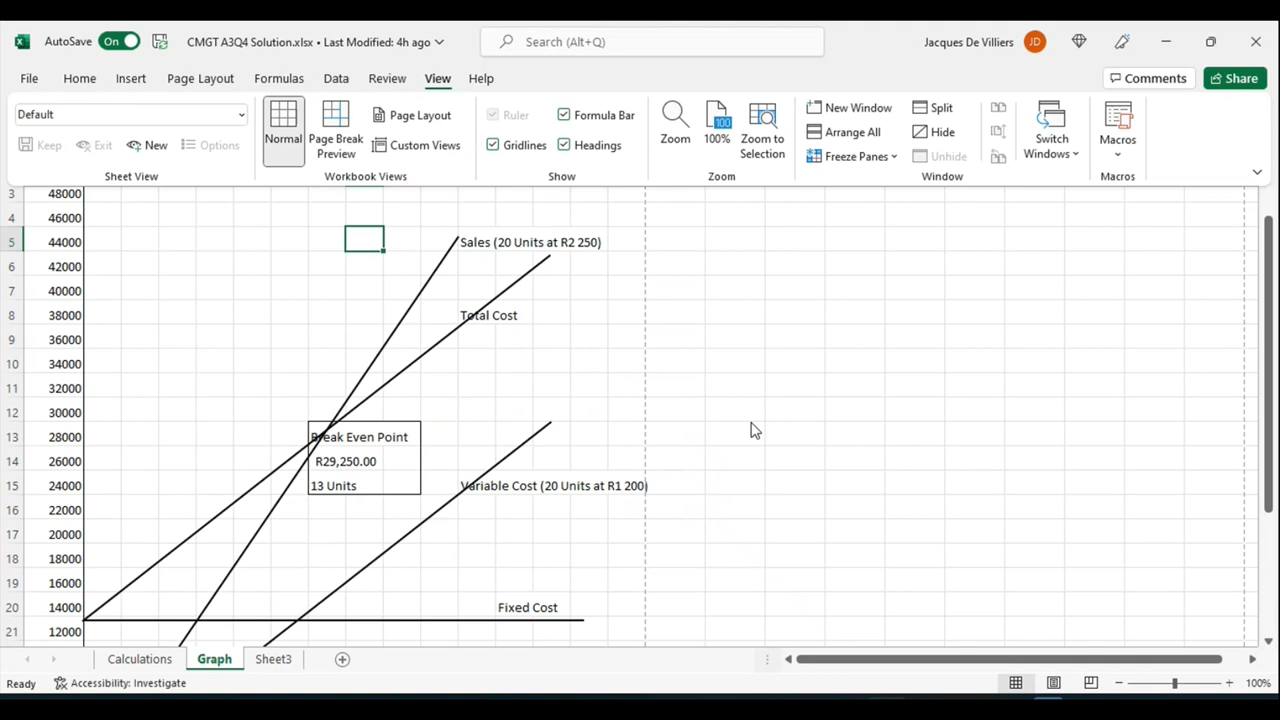 AutoSave On CMGT A3Q4 Solution.xlsx • Last Modified: 4h ago Search (Alt+Q) Jacques De Villiers JD
File Home Insert Page Layout Formulas Data Review View Help Comments Share
Default
Keep Exit New Options
Sheet View
Normal
Page Break
Preview
Page Layout
Custom Views
Workbook Views
Ruler Formula Bar
Gridlines Headings
Show
Zoom
100
100%
Zoom to
Selection
Zoom
New Window
Arrange All
Freeze Panes
Split
Hide
Unhide
Switch
Windows
Window
Macros
Macros
3 48000
4 46000
5 44000 Sales (20 Units at R2 250)
6 42000
7 40000
8 38000 Total Cost
9 36000
10 34000
11 32000
12 30000
13 28000 Break Even Point
14 26000 R29,250.00
15 24000 13 Units Variable Cost (20 Units at R1 200)
16 22000
17 20000
18 18000
19 16000
20 14000 Fixed Cost
21 12000
Calculations Graph Sheet3
Ready Accessibility: Investigate 100%